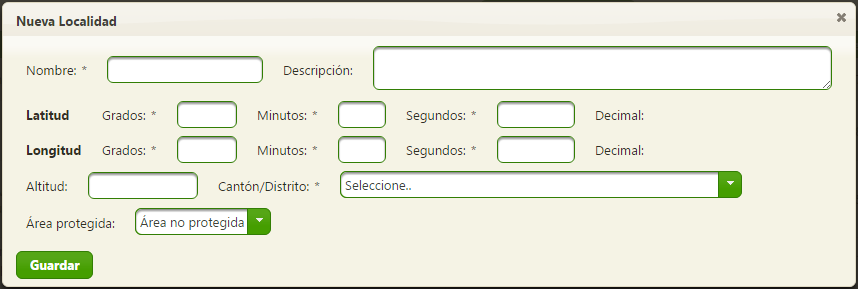 Nueva Localidad
Nombre: * Descripción:
Latitud Grados: * Minutos: * Segundos: * Decimal:
Longitud Grados: * Minutos: * Segundos: * Decimal:
Altitud: Cantón/Distrito: * Seleccione..
Área protegida: Área no protegida
Guardar